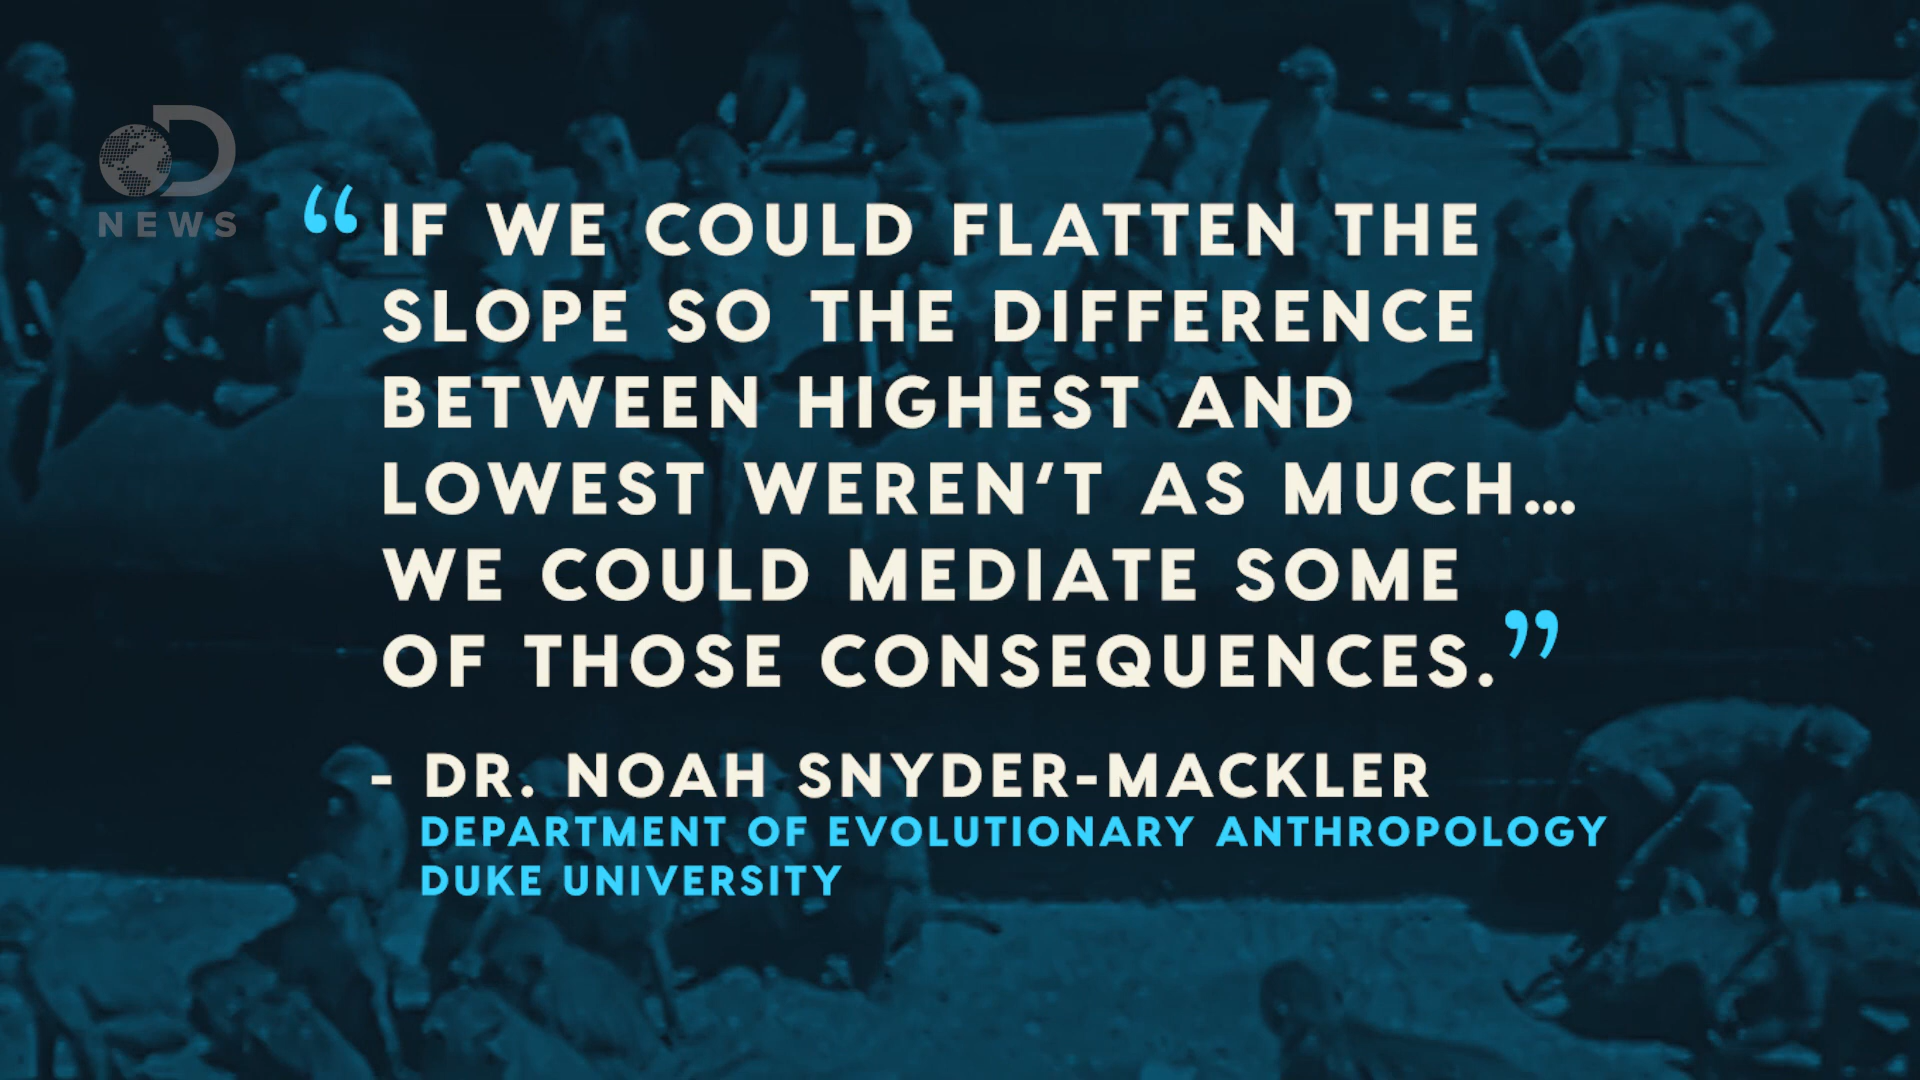 NEWS
“IF WE COULD FLATTEN THE
SLOPE SO THE DIFFERENCE
BETWEEN HIGHEST AND
LOWEST WEREN’T AS MUCH...
WE COULD MEDIATE SOME
OF THOSE CONSEQUENCES.”
- DR. NOAH SNYDER-MACKLER
DEPARTMENT OF EVOLUTIONARY ANTHROPOLOGY
DUKE UNIVERSITY